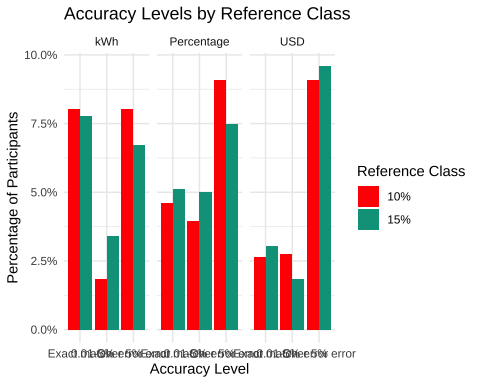 Accuracy Levels by Reference Class
kWh Percentage USD
10.0%
7.5%
5.0%
2.5%
0.0%
Percentage of Participants
Accuracy Level
Reference Class
10%
15%